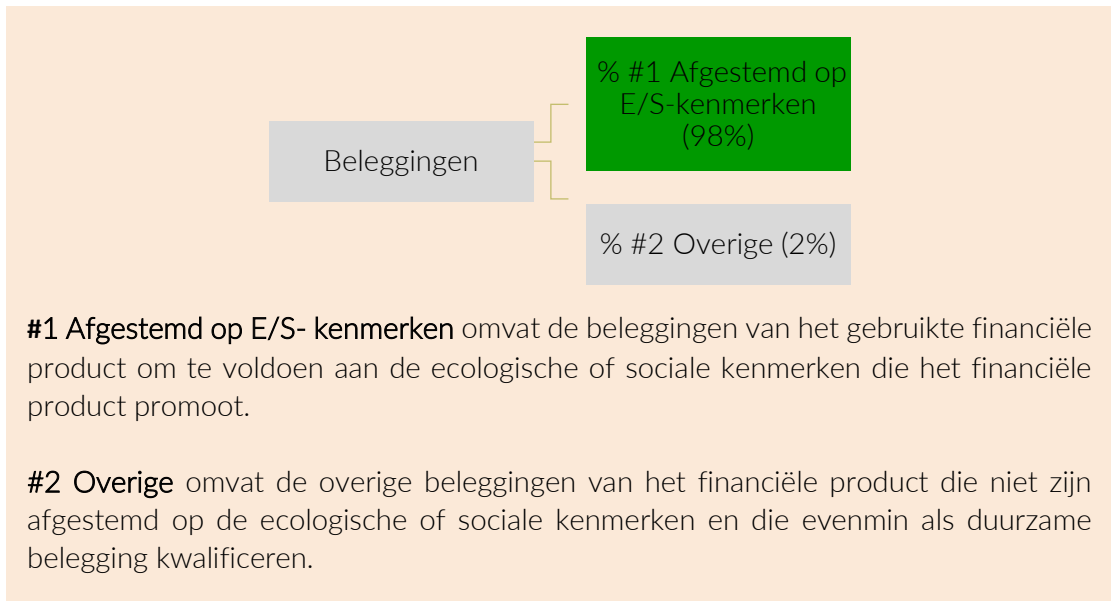 % #1 Afgestemd op
E/S-kenmerken
(98%)
Beleggingen
% #2 Overige (2%)
#1 Afgestemd op E/S- kenmerken omvat de beleggingen van het gebruikte financiële
product om te voldoen aan de ecologische of sociale kenmerken die het financiële
product promoot.
#2 Overige omvat de overige beleggingen van het financiële product die niet zijn
afgestemd op de ecologische of sociale kenmerken en die evenmin als duurzame
belegging kwalificeren.